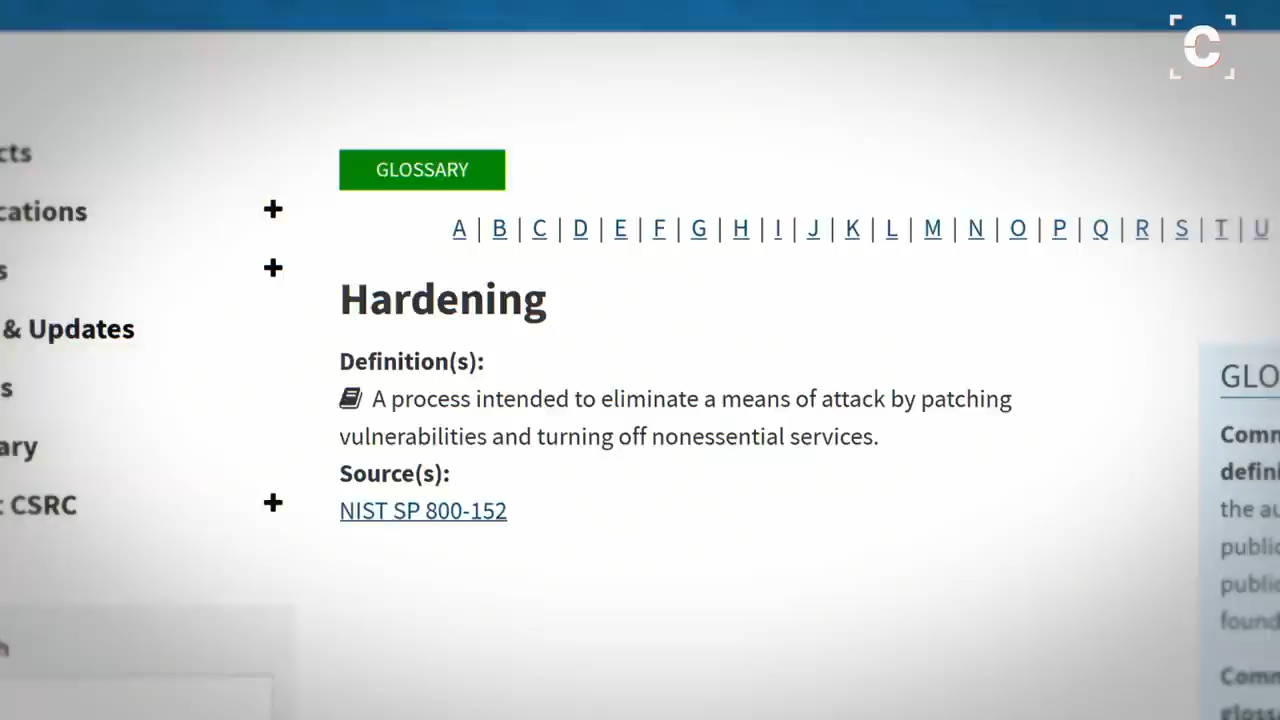 C
cts
GLOSSARY
cations
A | B | C | D | E | F | G | H | I | J | K | L | M | N | O | P | Q | R | S | T | U
s
Hardening
& Updates
Definition(s):
s
A process intended to eliminate a means of attack by patching
vulnerabilities and turning off nonessential services.
ary
Source(s):
CSRC
NIST SP 800-152
GLO
Comm
defini
the au
public
public
found
h
Comm
gloss